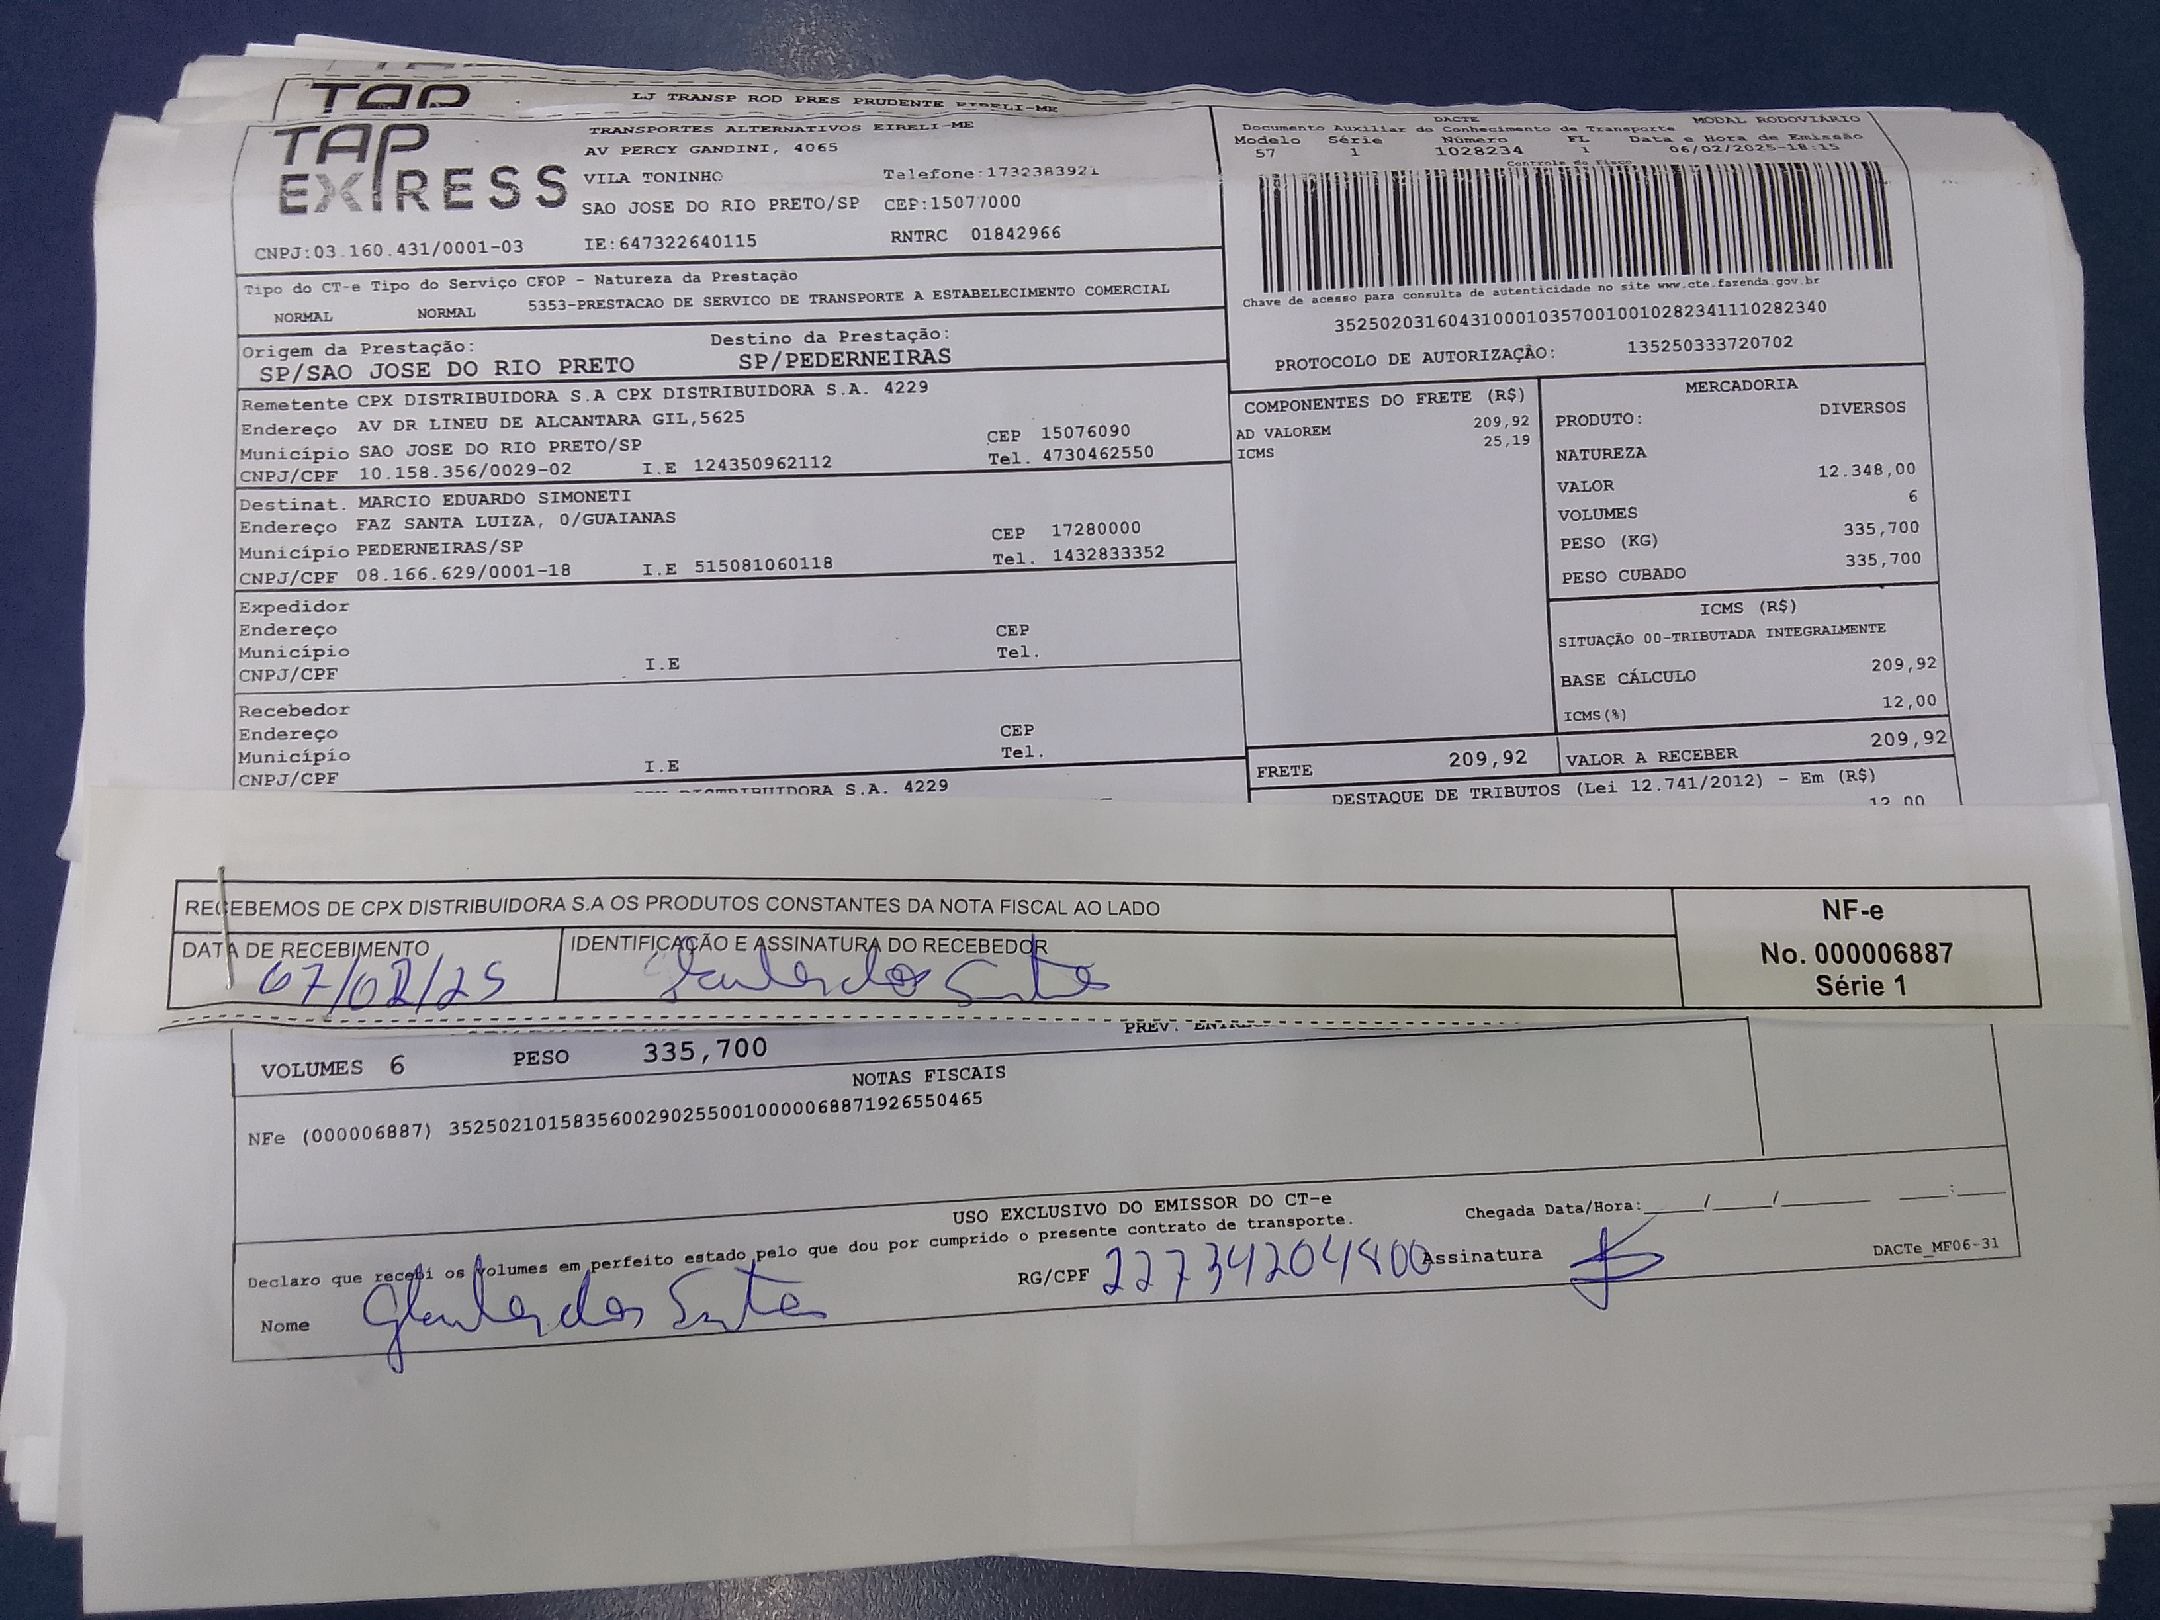 TAP
LJ TRANSP ROD PRES PRUDENTE EIRELI-ME
TAP EXPRESS
TRANSPORTES ALTERNATIVOS EIRELI-ME
AV PERCY GANDINI, 4065
VILA TONINHO Telefone:1732383921
SAO JOSE DO RIO PRETO/SP CEP:15077000
CNPJ:03.160.431/0001-03 IE:647322640115 RNTRC 01842966
DACTE MODAL RODOVIÁRIO
Documento Auxiliar do Conhecimento de Transporte
Modelo Série Número FL Data e Hora de Emissão
57 1 1028234 1 06/02/2025-18:15
Controle do Fisco
Chave de acesso para consulta de autenticidade no site www.cte.fazenda.gov.br
35250203160431000103570010010282341110282340
PROTOCOLO DE AUTORIZAÇÃO: 135250333720702
Tipo do CT-e Tipo do Serviço CFOP - Natureza da Prestação
NORMAL NORMAL 5353-PRESTACAO DE SERVICO DE TRANSPORTE A ESTABELECIMENTO COMERCIAL
Origem da Prestação: Destino da Prestação:
SP/SAO JOSE DO RIO PRETO SP/PEDERNEIRAS
Remetente CPX DISTRIBUIDORA S.A CPX DISTRIBUIDORA S.A. 4229
Endereço AV DR LINEU DE ALCANTARA GIL,5625
Município SAO JOSE DO RIO PRETO/SP CEP 15076090
CNPJ/CPF 10.158.356/0029-02 I.E 124350962112 Tel. 4730462550
Destinat. MARCIO EDUARDO SIMONETI
Endereço FAZ SANTA LUIZA, 0/GUAIANAS
Município PEDERNEIRAS/SP CEP 17280000
CNPJ/CPF 08.166.629/0001-18 I.E 515081060118 Tel. 1432833352
Expedidor
Endereço
Município CEP
CNPJ/CPF I.E Tel.
Recebedor
Endereço
Município CEP
CNPJ/CPF I.E Tel.
DISTRIBUIDORA S.A. 4229
COMPONENTES DO FRETE (R$)
AD VALOREM 209,92
ICMS 25,19
MERCADORIA
PRODUTO: DIVERSOS
NATUREZA
VALOR 12.348,00
VOLUMES 6
PESO (KG) 335,700
PESO CUBADO 335,700
ICMS (R$)
SITUAÇÃO 00-TRIBUTADA INTEGRALMENTE
BASE CÁLCULO 209,92
ICMS(%) 12,00
FRETE 209,92 VALOR A RECEBER 209,92
DESTAQUE DE TRIBUTOS (Lei 12.741/2012) - Em (R$)
12,00
RECEBEMOS DE CPX DISTRIBUIDORA S.A OS PRODUTOS CONSTANTES DA NOTA FISCAL AO LADO
DATA DE RECEBIMENTO IDENTIFICAÇÃO E ASSINATURA DO RECEBEDOR
07/02/25
NF-e
No. 000006887
Série 1
PREV.
VOLUMES 6 PESO 335,700
NOTAS FISCAIS
NFe (000006887) 35250210158356002902550010000068871926550465
USO EXCLUSIVO DO EMISSOR DO CT-e
Declaro que recebi os volumes em perfeito estado pelo que dou por cumprido o presente contrato de transporte.
Chegada Data/Hora:____/____/______ ___:___
Nome RG/CPF 22734204800 Assinatura
DACTe_MF06-31